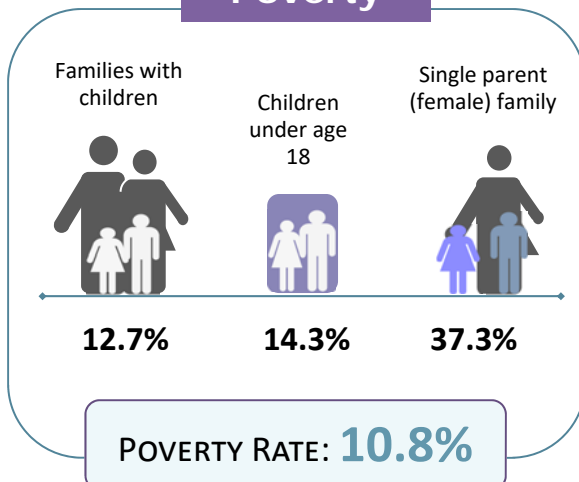 Poverty
Families with
children
Children
under age
18
Single parent
(female) family
12.7%
14.3%
37.3%
POVERTY RATE: 10.8%